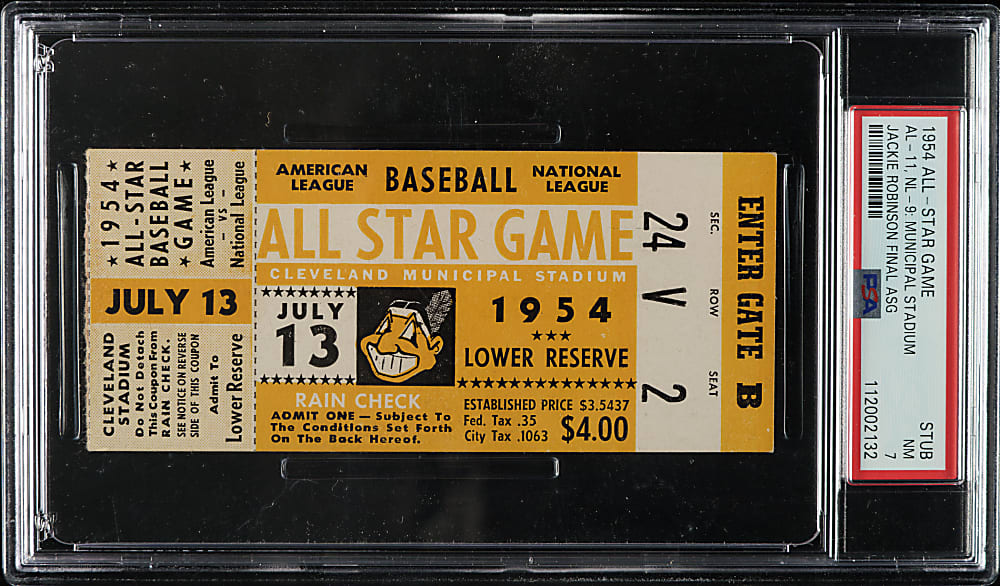 ★ 1954 ★
ALL-STAR
BASEBALL
★ GAME ★
American League
- vs -
National League
JULY 13
CLEVELAND
STADIUM
Do Not Detach
This Coupon From
RAIN CHECK.
SEE NOTICE ON REVERSE
SIDE OF THIS COUPON
Admit To
Lower Reserve
AMERICAN LEAGUE BASEBALL NATIONAL LEAGUE
ALL STAR GAME
CLEVELAND MUNICIPAL STADIUM
★★★★★★★★★
JULY
13
★★★★★★★★★
1954
★★★
LOWER RESERVE
★★★★★★★★★★★★★★★★
RAIN CHECK
ADMIT ONE — Subject To
The Conditions Set Forth
On The Back Hereof.
ESTABLISHED PRICE $3.5437
Fed. Tax .35
City Tax .1063 $4.00
SEC. 24
ROW V
SEAT 2
ENTER GATE B
1954 ALL-STAR GAME
AL-11, NL-9: MUNICIPAL STADIUM
JACKIE ROBINSON FINAL ASG
PSA
STUB
NM
7
112002132